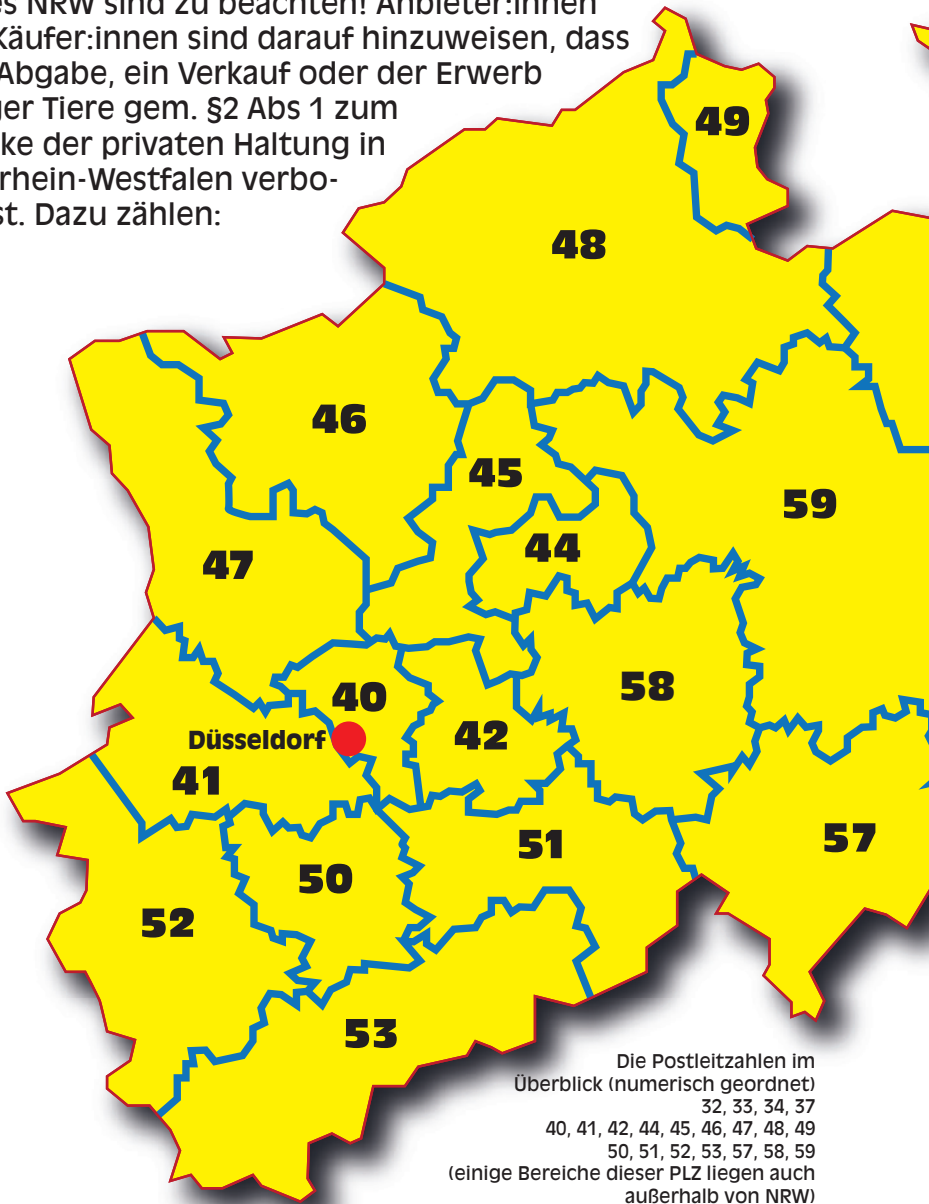 es NRW sind zu beachten! Anbieter:innen
Käufer:innen sind darauf hinzuweisen, dass
Abgabe, ein Verkauf oder der Erwerb
ger Tiere gem. §2 Abs 1 zum
ke der privaten Haltung in
rhein-Westfalen verbo-
st. Dazu zählen:
49
48
46
45
59
44
47
58
40
42
Düsseldorf
41
57
51
50
52
53
Die Postleitzahlen im
Überblick (numerisch geordnet)
32, 33, 34, 37
40, 41, 42, 44, 45, 46, 47, 48, 49
50, 51, 52, 53, 57, 58, 59
(einige Bereiche dieser PLZ liegen auch
außerhalb von NRW)